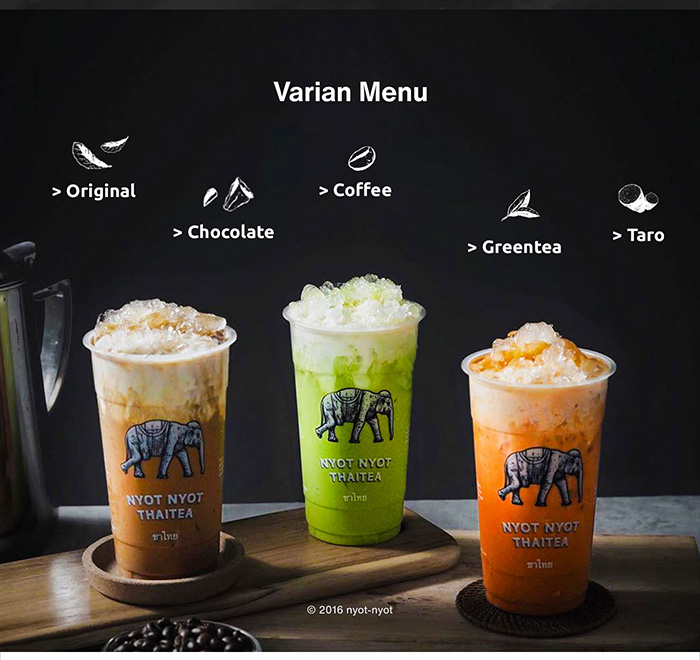 Varian Menu
> Original
> Chocolate
> Coffee
> Greentea
> Taro
NYOT NYOT
THAITEA
ชาไทย
NYOT NYOT
THAITEA
ชาไทย
NYOT NYOT
THAITEA
ชาไทย
© 2016 nyot-nyot